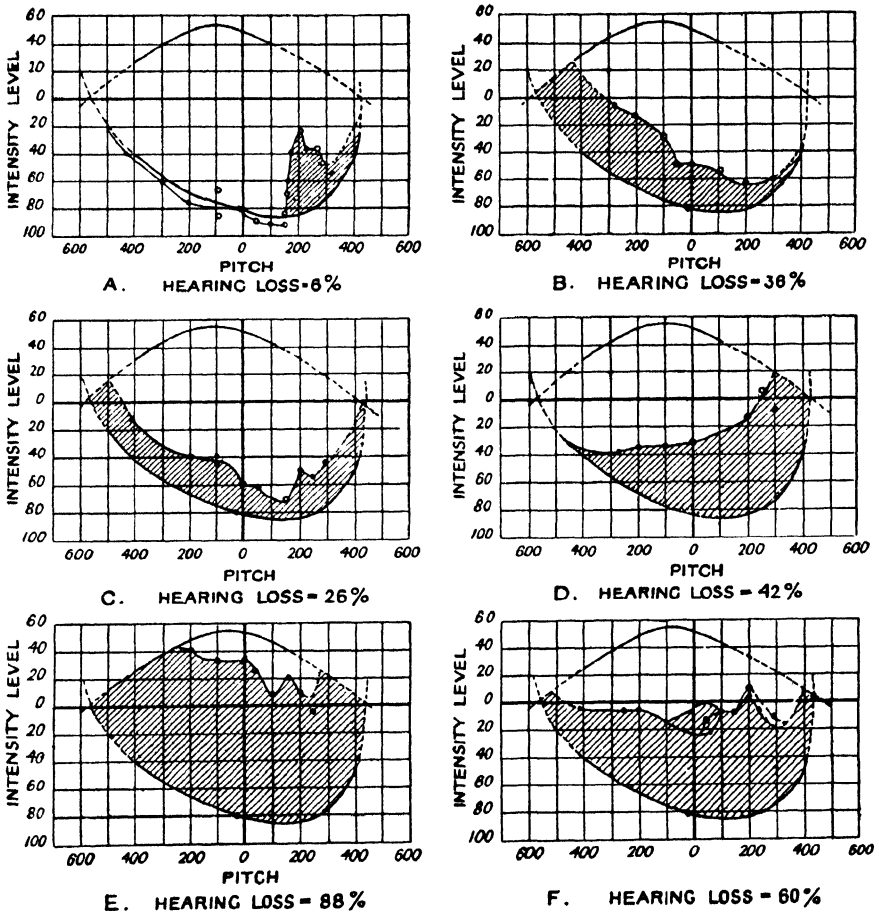 60
40
20
0
20
40
60
80
100
INTENSITY LEVEL
600 400 200 0 200 400 600
PITCH
A. HEARING LOSS=6%
60
40
20
0
20
40
60
80
100
INTENSITY LEVEL
600 400 200 0 200 400 600
PITCH
B. HEARING LOSS=36%
60
40
20
0
20
40
60
80
100
INTENSITY LEVEL
600 400 200 0 200 400 600
PITCH
C. HEARING LOSS=26%
60
40
20
0
20
40
60
80
100
INTENSITY LEVEL
600 400 200 0 200 400 600
PITCH
D. HEARING LOSS=42%
60
40
20
0
20
40
60
80
100
INTENSITY LEVEL
600 400 200 0 200 400 600
PITCH
E. HEARING LOSS=88%
60
40
20
0
20
40
60
80
100
INTENSITY LEVEL
600 400 200 0 200 400 600
F. HEARING LOSS=60%